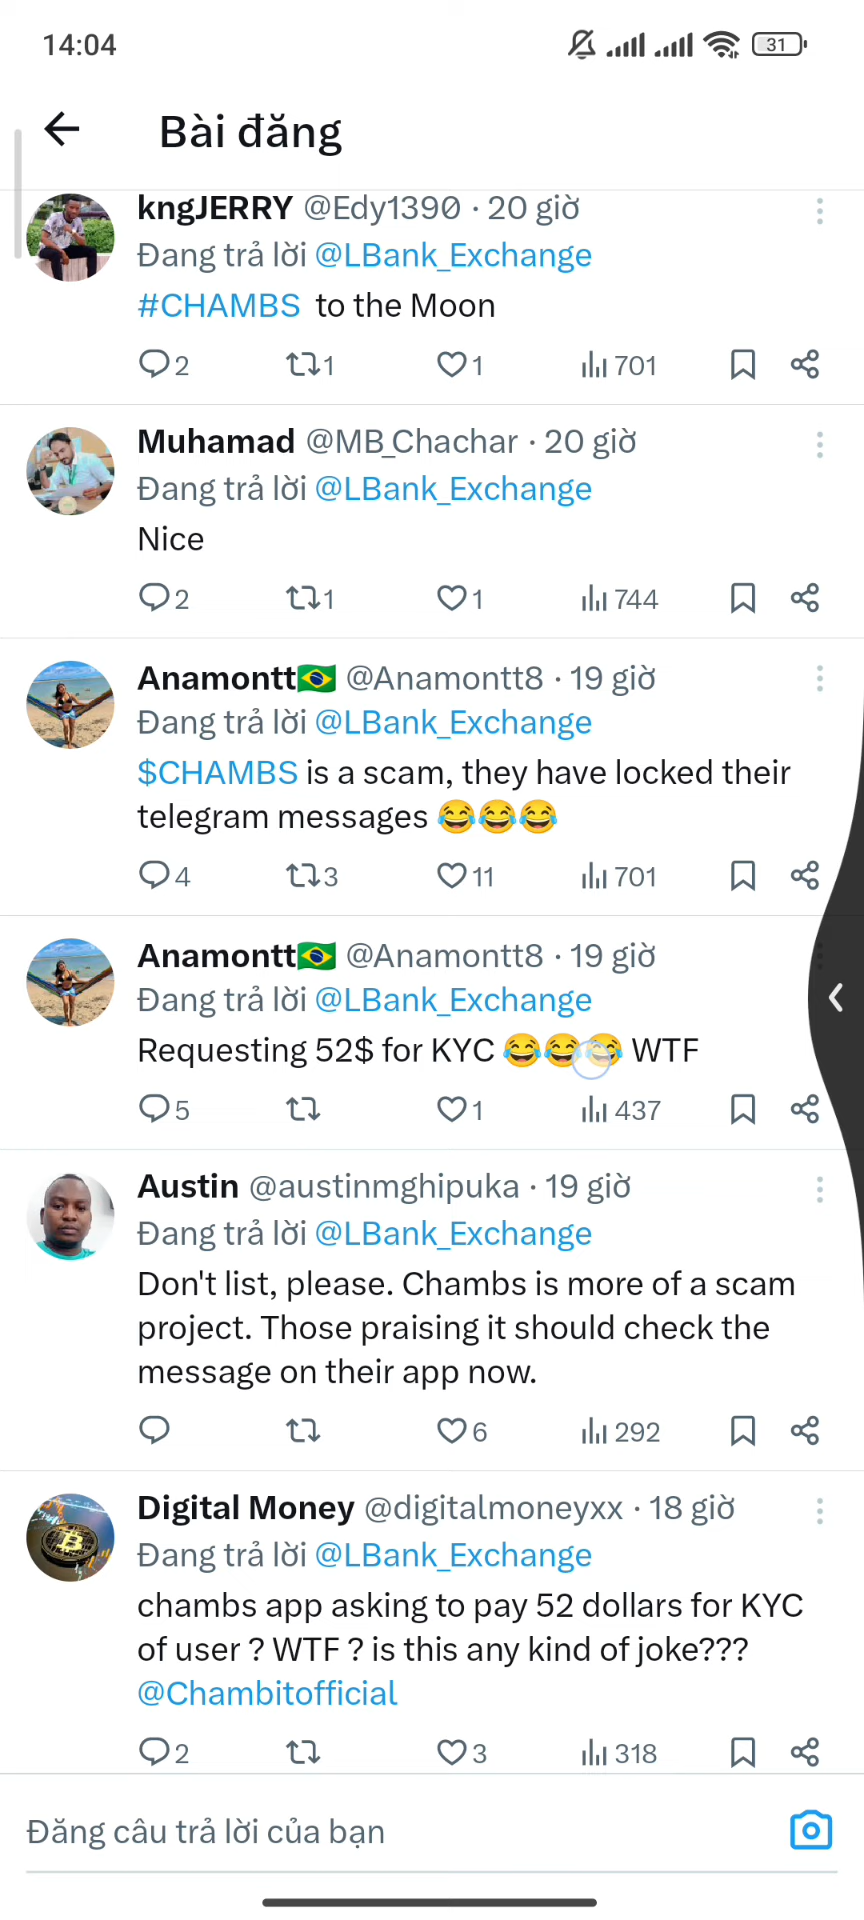 14:04
31
Bài đăng
kngJERRY @Edy1390 · 20 giờ
Đang trả lời @LBank_Exchange
#CHAMBS to the Moon
2 1 1 701
Muhamad @MB_Chachar · 20 giờ
Đang trả lời @LBank_Exchange
Nice
2 1 1 744
Anamontt🇧🇷 @Anamontt8 · 19 giờ
Đang trả lời @LBank_Exchange
$CHAMBS is a scam, they have locked their
telegram messages 😂😂😂
4 3 11 701
Anamontt🇧🇷 @Anamontt8 · 19 giờ
Đang trả lời @LBank_Exchange
Requesting 52$ for KYC 😂😂😂 WTF
5 1 437
Austin @austinmghipuka · 19 giờ
Đang trả lời @LBank_Exchange
Don't list, please. Chambs is more of a scam
project. Those praising it should check the
message on their app now.
6 292
Digital Money @digitalmoneyxx · 18 giờ
Đang trả lời @LBank_Exchange
chambs app asking to pay 52 dollars for KYC
of user ? WTF ? is this any kind of joke???
@Chambitofficial
2 3 318
Đăng câu trả lời của bạn